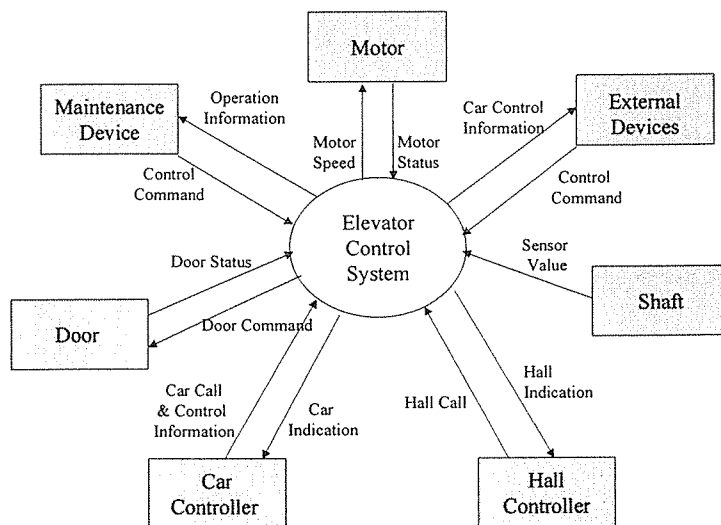 Motor
Maintenance
Device
Operation
Information
Car Control
Information
External
Devices
Motor
Speed
Motor
Status
Control
Command
Control
Command
Elevator
Control
System
Door Status
Sensor
Value
Shaft
Door
Door Command
Car Call
& Control
Information
Car
Indication
Hall Call
Hall
Indication
Car
Controller
Hall
Controller